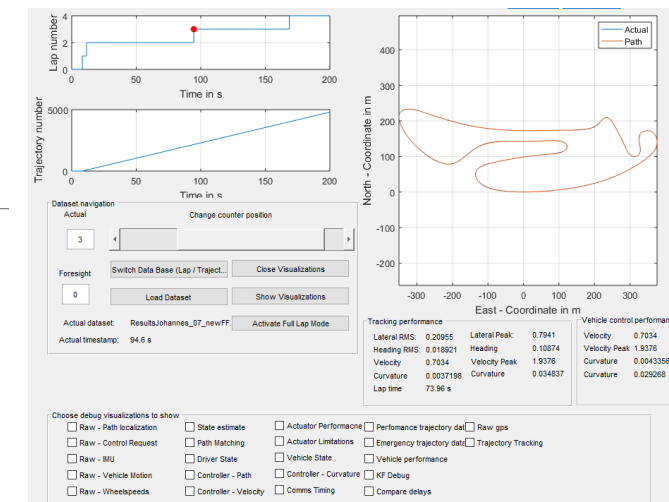 4
2
0
Lap number
0 50 100 150 200
Time in s
5000
0
Trajectory number
0 50 100 150 200
Time in s
Actual
Path
400
300
200
100
0
-100
-200
North - Coordinate in m
-300 -200 -100 0 100 200 300
East - Coordinate in m
Dataset navigation
Actual
Change counter position
3
Foresight
0
Switch Data Base (Lap / Traject...
Close Visualizations
Load Dataset
Show Visualizations
Actual dataset: ResultsJohannes_07_newFF.
Activate Full Lap Mode
Actual timestamp: 94.6 s
Tracking performance
Lateral RMS: 0.20955 Lateral Peak: 0.7941
Heading RMS: 0.018921 Heading 0.10874
Velocity 0.7034 Velocity Peak 1.9376
Curvature 0.0037198 Curvature 0.034837
Lap time 73.96 s
Vehicle control performan
Velocity 0.7034
Velocity Peak 1.9376
Curvature 0.0043356
Curvature 0.029268
Choose debug visualizations to show
Raw - Path localization State estimate Actuator Performacne Perfomance trajectory dat Raw gps
Raw - Control Request Path Matching Actuator Limitations Emergency trajectory data Trajectory Tracking
Raw - IMU Driver State Vehicle State Vehicle performance
Raw - Vehicle Motion Controller - Path Controller - Curvature KF Debug
Raw - Wheelspeeds Controller - Velocity Comms Timing Compare delays